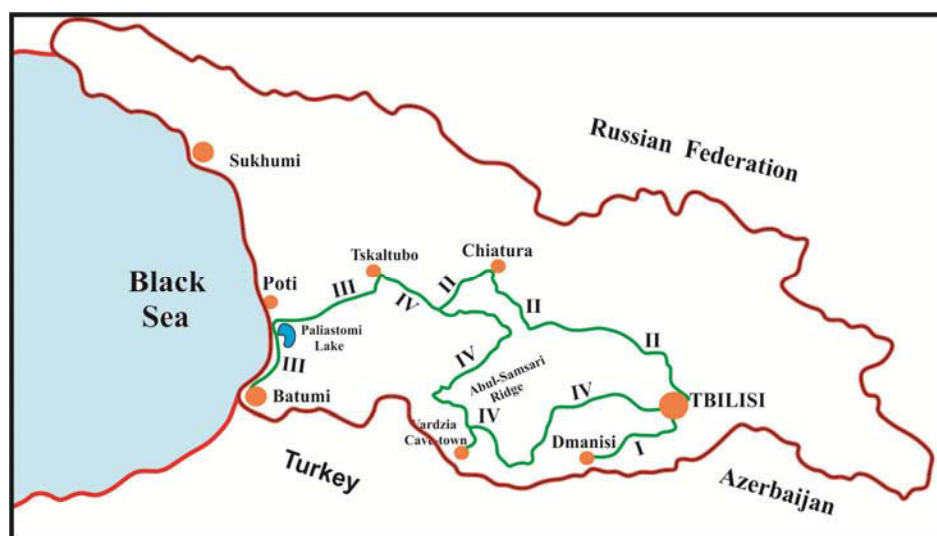 Russian Federation
Sukhumi
Tskaltubo
Chiatura
Black
Sea
Poti
III
IV
II
II
II
Paliastomi
Lake
III
IV
Abul-Samsari
Ridge
IV
Batumi
TBILISI
Vardzia
Cave-town
IV
Dmanisi
I
Turkey
Azerbaijan